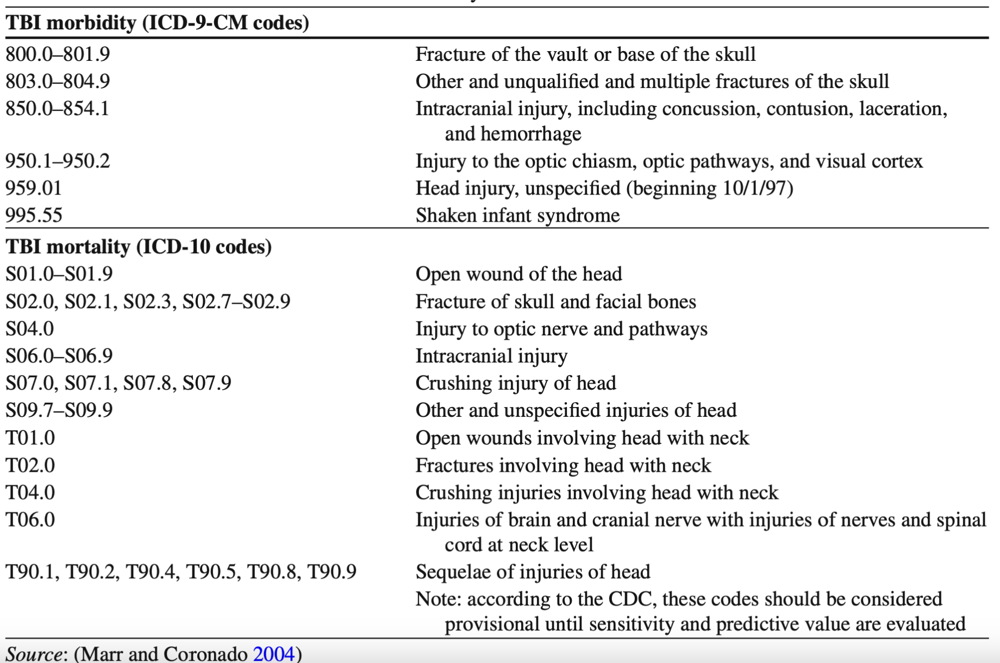 TBI morbidity (ICD-9-CM codes)
800.0–801.9 Fracture of the vault or base of the skull
803.0–804.9 Other and unqualified and multiple fractures of the skull
850.0–854.1 Intracranial injury, including concussion, contusion, laceration,
and hemorrhage
950.1–950.2 Injury to the optic chiasm, optic pathways, and visual cortex
959.01 Head injury, unspecified (beginning 10/1/97)
995.55 Shaken infant syndrome
TBI mortality (ICD-10 codes)
S01.0–S01.9 Open wound of the head
S02.0, S02.1, S02.3, S02.7–S02.9 Fracture of skull and facial bones
S04.0 Injury to optic nerve and pathways
S06.0–S06.9 Intracranial injury
S07.0, S07.1, S07.8, S07.9 Crushing injury of head
S09.7–S09.9 Other and unspecified injuries of head
T01.0 Open wounds involving head with neck
T02.0 Fractures involving head with neck
T04.0 Crushing injuries involving head with neck
T06.0 Injuries of brain and cranial nerve with injuries of nerves and spinal
cord at neck level
T90.1, T90.2, T90.4, T90.5, T90.8, T90.9 Sequelae of injuries of head
Note: according to the CDC, these codes should be considered
provisional until sensitivity and predictive value are evaluated
Source: (Marr and Coronado 2004)